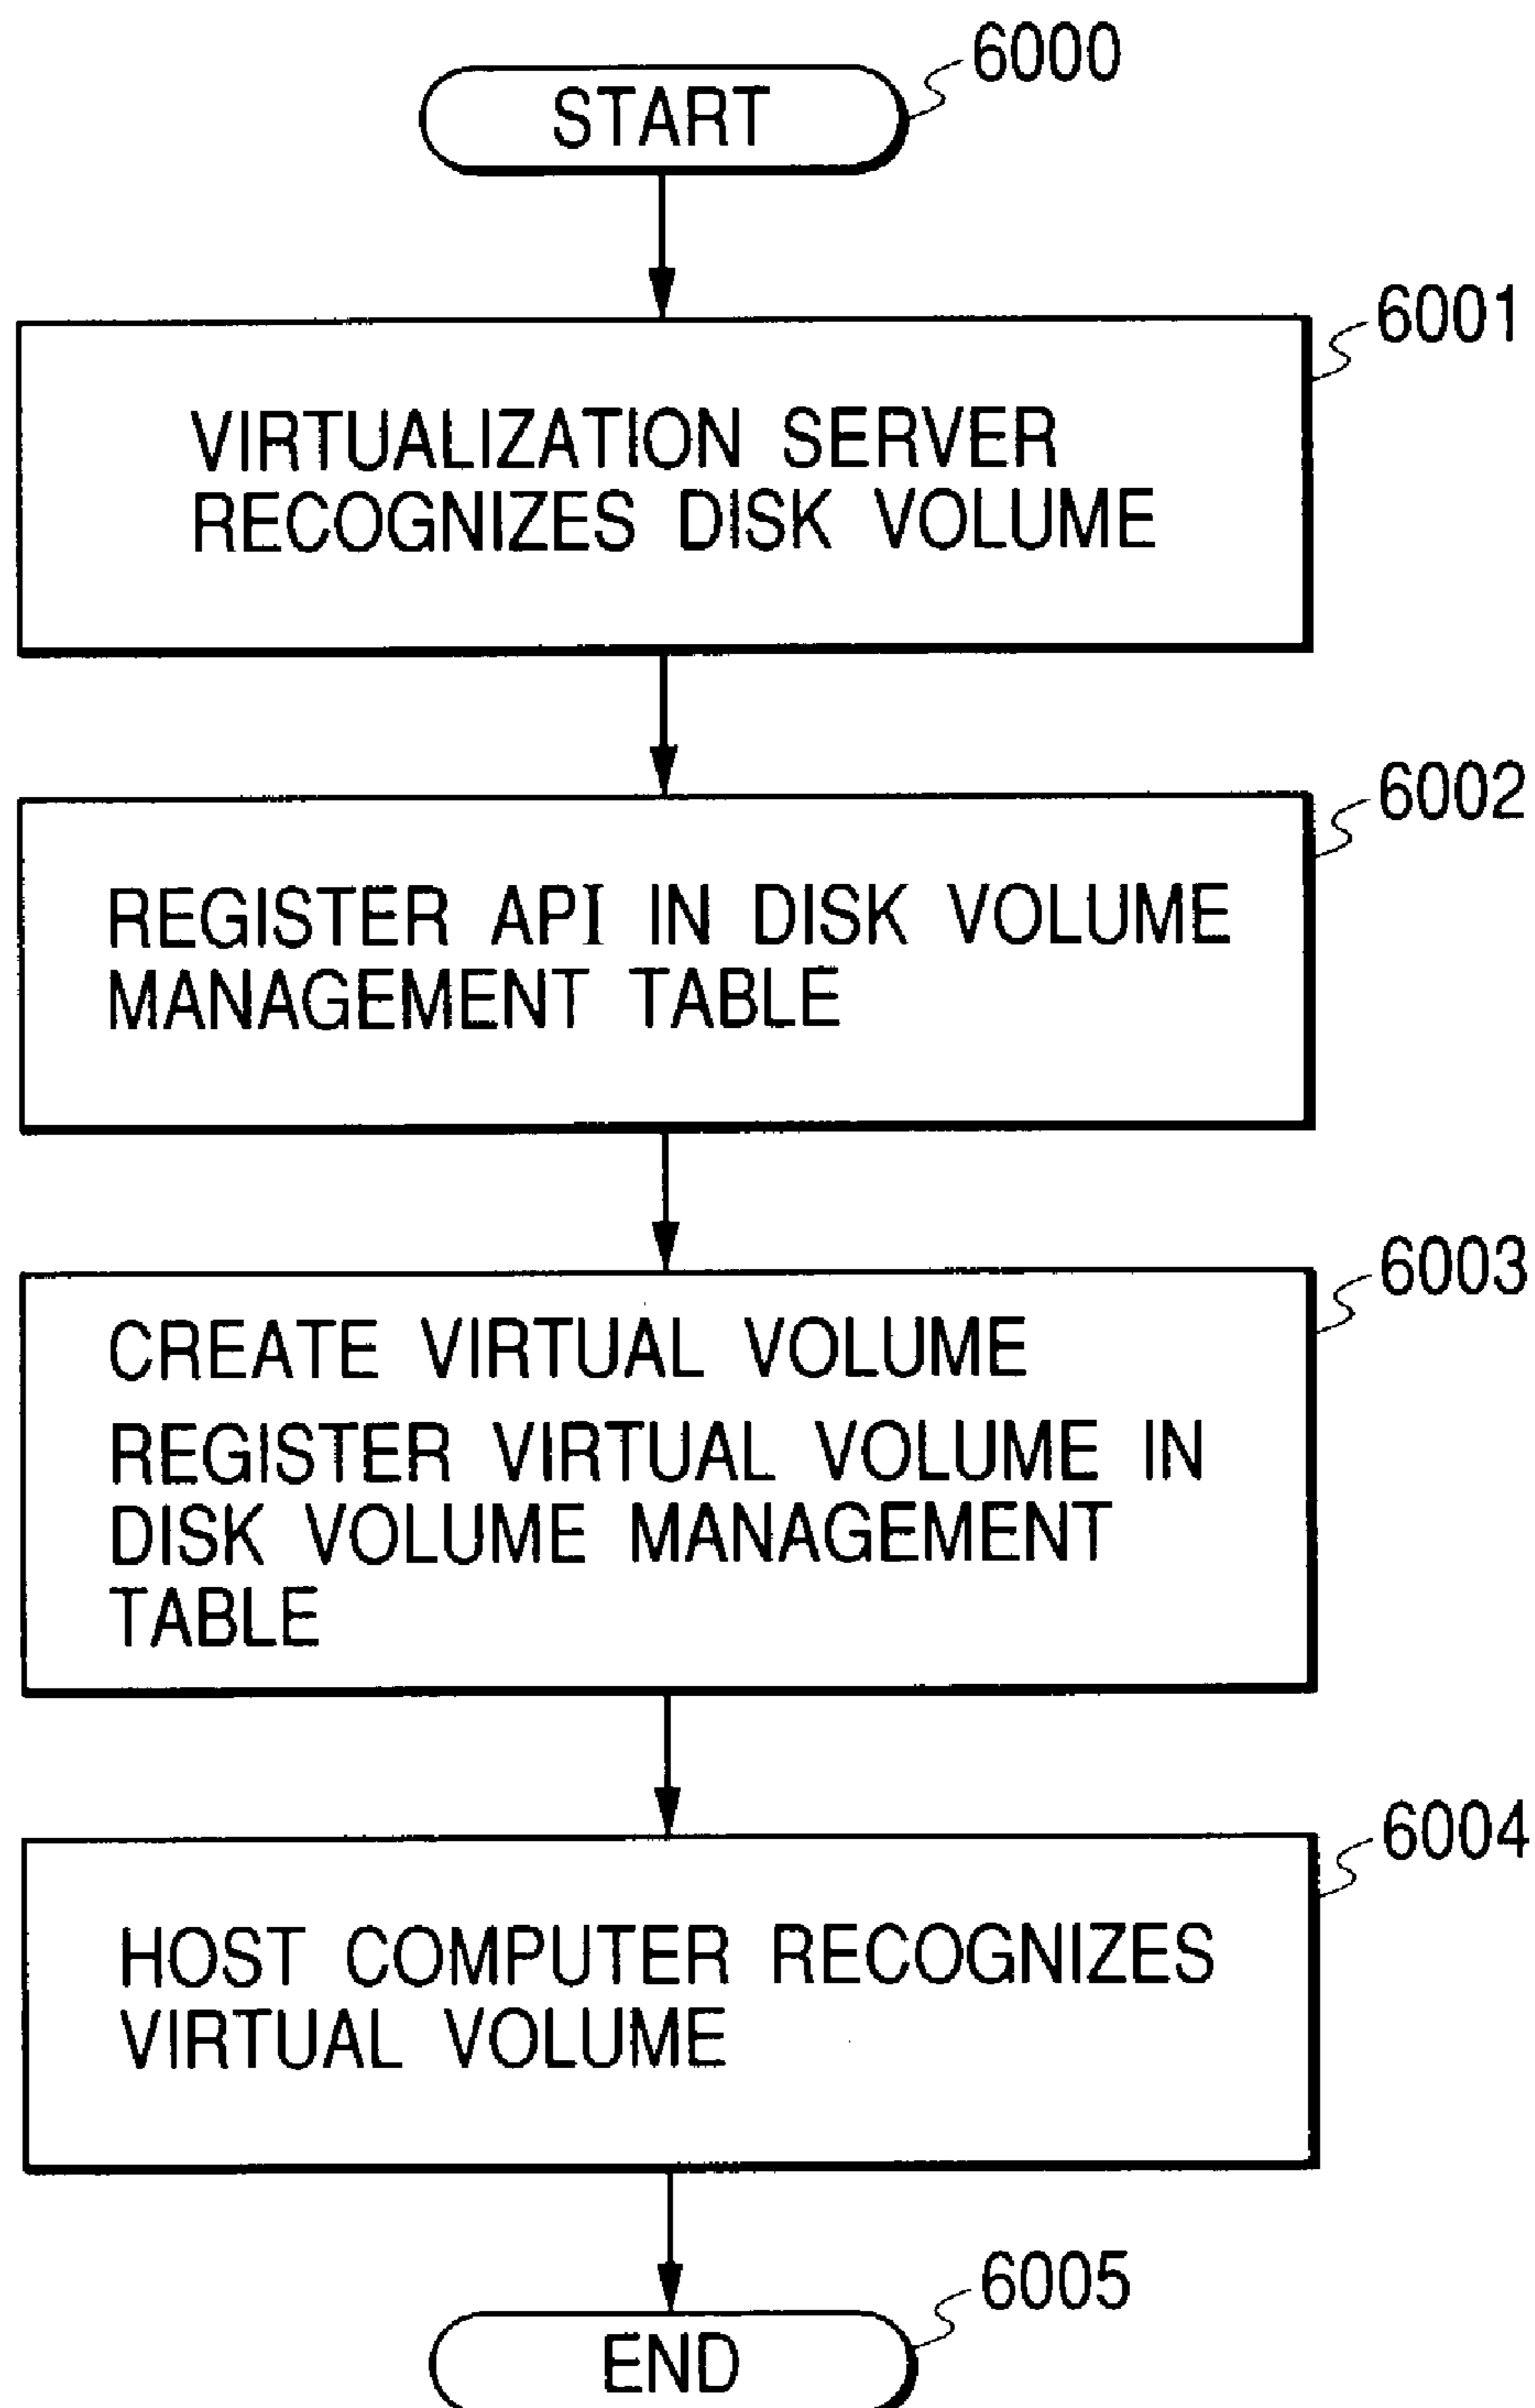 6000
START
6001
VIRTUALIZATION SERVER
RECOGNIZES DISK VOLUME
6002
REGISTER API IN DISK VOLUME
MANAGEMENT TABLE
6003
CREATE VIRTUAL VOLUME
REGISTER VIRTUAL VOLUME IN
DISK VOLUME MANAGEMENT
TABLE
6004
HOST COMPUTER RECOGNIZES
VIRTUAL VOLUME
6005
END